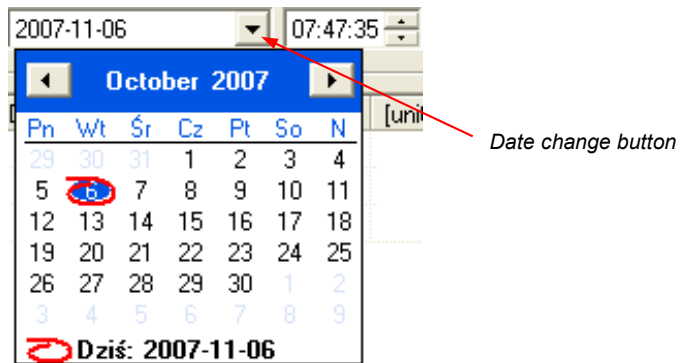 2007-11-06 07:47:35
October 2007
Pn Wt Śr Cz Pt So N
29 30 31 1 2 3 4
5 6 7 8 9 10 11
12 13 14 15 16 17 18
19 20 21 22 23 24 25
26 27 28 29 30 1 2
3 4 5 6 7 8 9
Dziś: 2007-11-06
[unit
Date change button